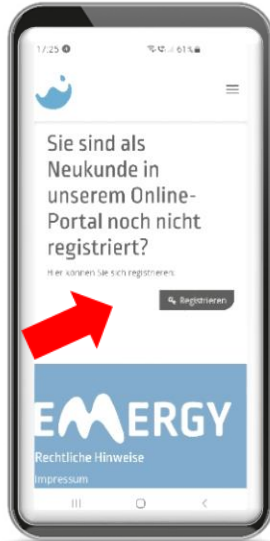 17:25
61%
Sie sind als
Neukunde in
unserem Online-
Portal noch nicht
registriert?
Hier können Sie sich registrieren.
Registrieren
EMERGY
Rechtliche Hinweise
Impressum